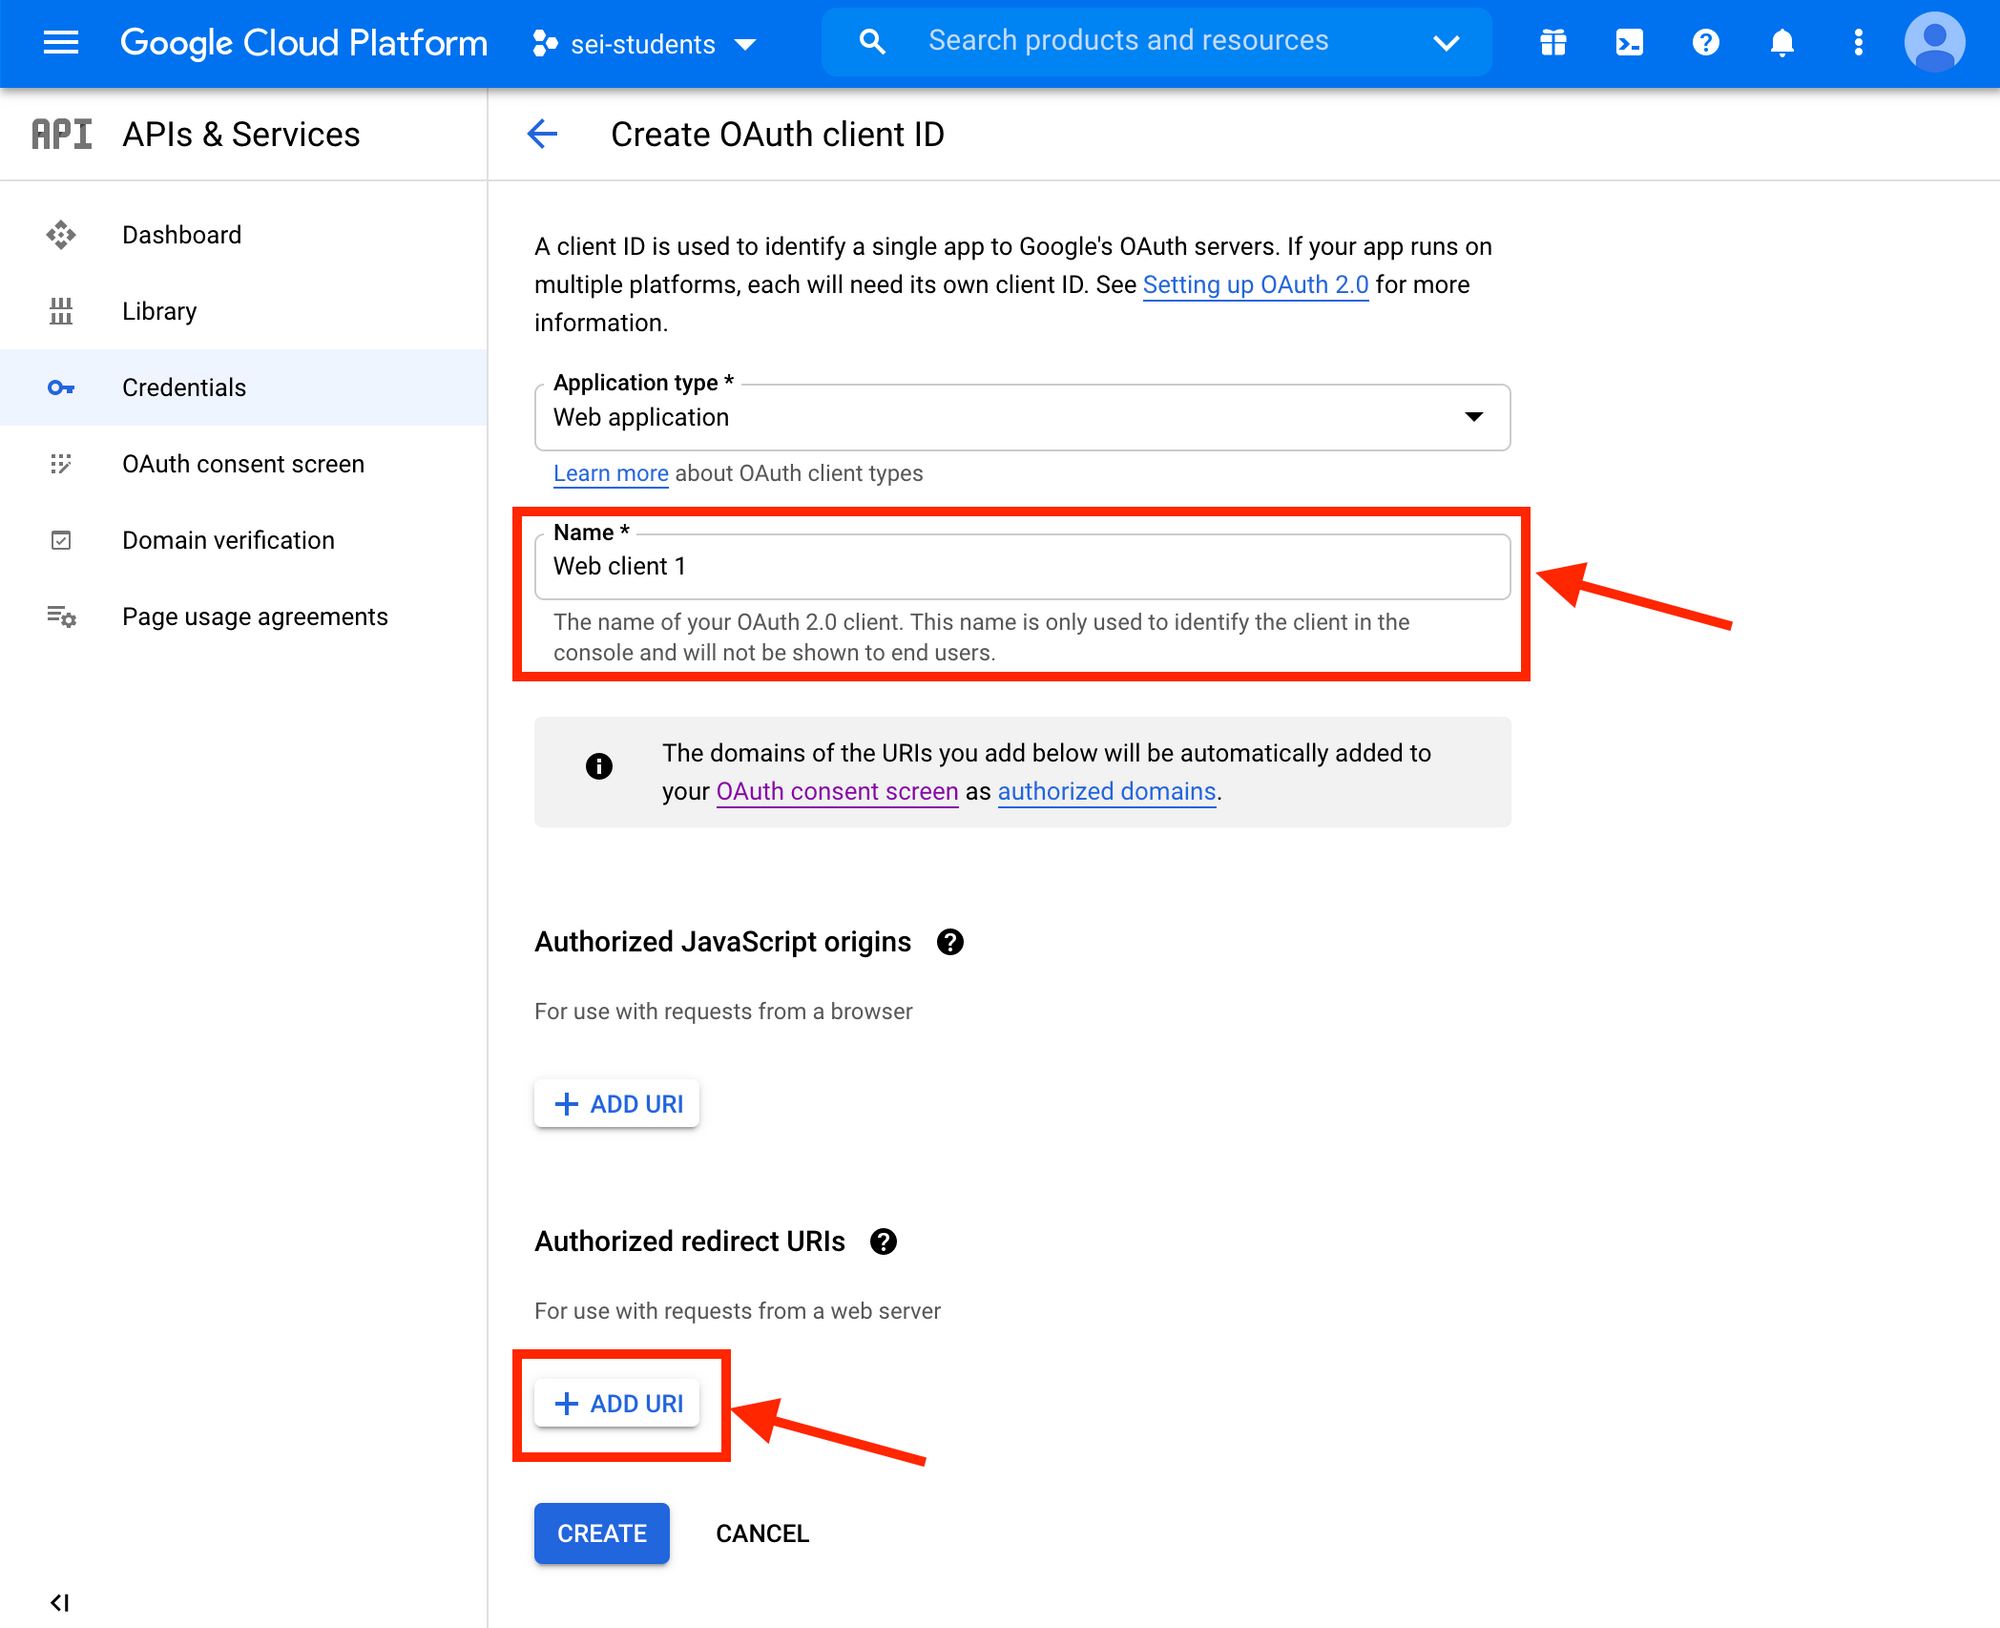 Google Cloud Platform
sei-students
Search products and resources
API
APIs & Services
Create OAuth client ID
Dashboard
Library
Credentials
OAuth consent screen
Domain verification
Page usage agreements
A client ID is used to identify a single app to Google's OAuth servers. If your app runs on
multiple platforms, each will need its own client ID. See Setting up OAuth 2.0 for more
information.
Application type *
Web application
Learn more about OAuth client types
Name *
Web client 1
The name of your OAuth 2.0 client. This name is only used to identify the client in the
console and will not be shown to end users.
The domains of the URIs you add below will be automatically added to
your OAuth consent screen as authorized domains.
Authorized JavaScript origins
For use with requests from a browser
ADD URI
Authorized redirect URIs
For use with requests from a web server
ADD URI
CREATE
CANCEL